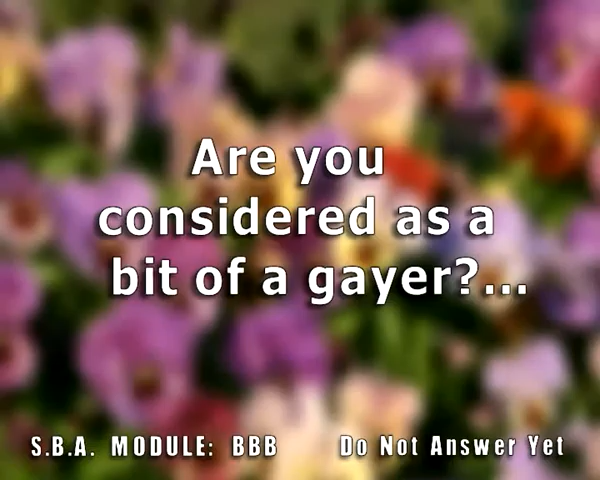 Are you
considered as a
bit of a gayer?...
S.B.A. MODULE: BBB Do Not Answer Yet